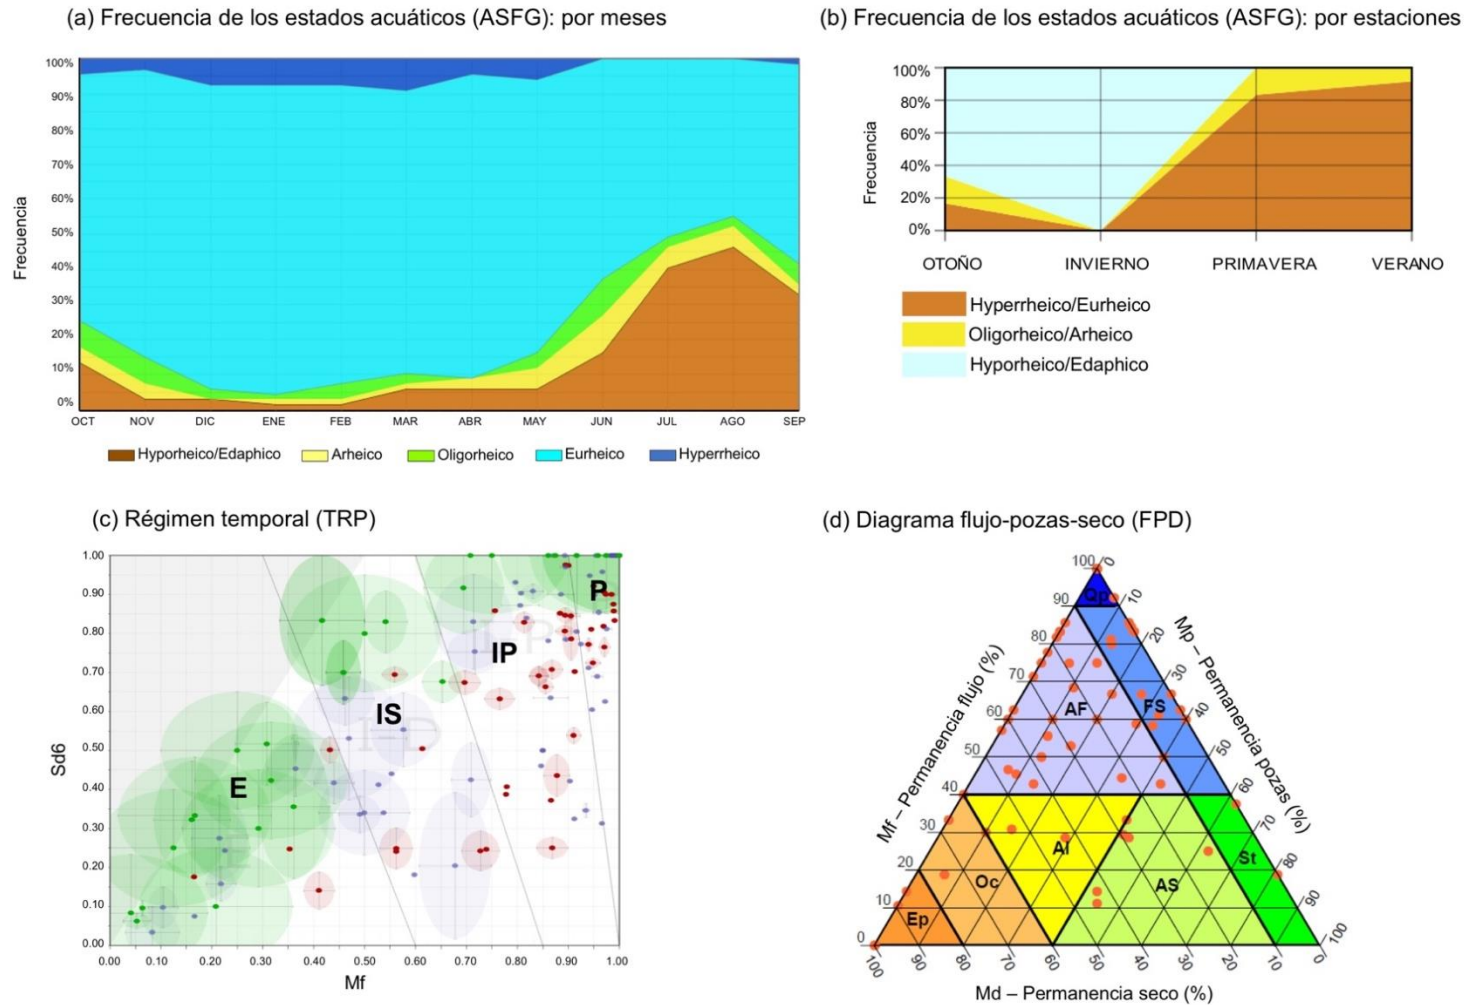 (a) Frecuencia de los estados acuáticos (ASFG): por meses
100%
90%
80%
70%
60%
50%
40%
30%
20%
10%
0%
Frecuencia
OCT NOV DIC ENE FEB MAR ABR MAY JUN JUL AGO SEP
Hyporheico/Edaphico Arheico Oligorheico Eurheico Hyperrheico
(b) Frecuencia de los estados acuáticos (ASFG): por estaciones
100%
80%
60%
40%
20%
0%
Frecuencia
OTOÑO INVIERNO PRIMAVERA VERANO
Hyperrheico/Eurheico
Oligorheico/Arheico
Hyporheico/Edaphico
(c) Régimen temporal (TRP)
1.00
0.90
0.80
0.70
0.60
0.50
0.40
0.30
0.20
0.10
0.00
Sd6
P
IP
IS
I-D
E
0.00 0.10 0.20 0.30 0.40 0.50 0.60 0.70 0.80 0.90 1.00
Mf
(d) Diagrama flujo-pozas-seco (FPD)
100
90
80
70
60
50
40
30
20
10
0
Mf – Permanencia flujo (%)
0
10
20
30
40
50
60
70
80
90
100
Mp – Permanencia pozas (%)
Qp
AF FS
AI St
Oc AS
Ep
100 90 80 70 60 50 40 30 20 10 0
Md – Permanencia seco (%)